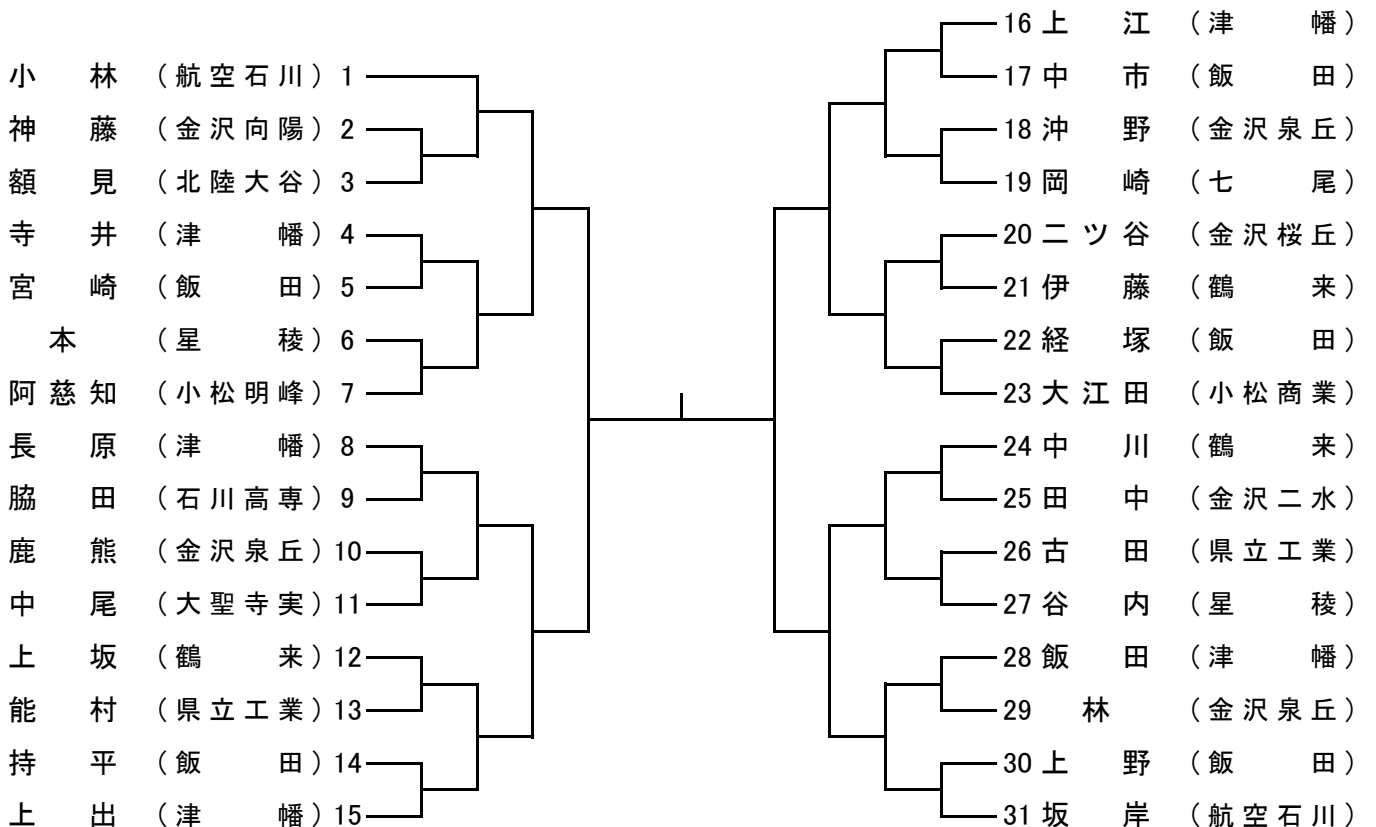 小林 （航空石川） 1
神藤 （金沢向陽） 2
額見 （北陸大谷） 3
寺井 （津幡） 4
宮崎 （飯田） 5
本 （星稜） 6
阿慈知 （小松明峰） 7
長原 （津幡） 8
脇田 （石川高専） 9
鹿熊 （金沢泉丘） 10
中尾 （大聖寺実） 11
上坂 （鶴来） 12
能村 （県立工業） 13
持平 （飯田） 14
上出 （津幡） 15
16 上江 （津幡）
17 中市 （飯田）
18 沖野 （金沢泉丘）
19 岡崎 （七尾）
20 二ツ谷 （金沢桜丘）
21 伊藤 （鶴来）
22 経塚 （飯田）
23 大江田 （小松商業）
24 中川 （鶴来）
25 田中 （金沢二水）
26 古田 （県立工業）
27 谷内 （星稜）
28 飯田 （津幡）
29 林 （金沢泉丘）
30 上野 （飯田）
31 坂岸 （航空石川）